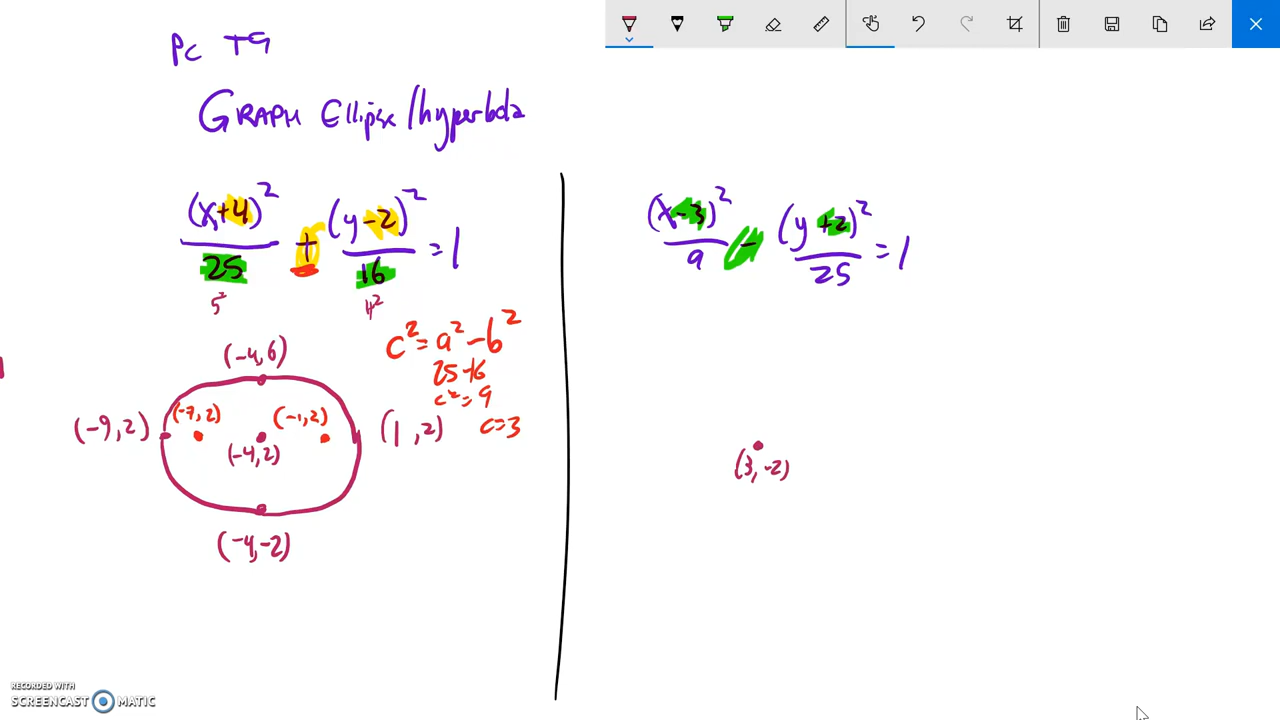 PC T9
GRAPH Ellipse/hyperbola
(x+4)²/25 + (y-2)²/16 = 1
5² 4²
c² = a² - b²
25-16
c² = 9
c=3
(-4,6)
(-7,2) (-1,2)
(-9,2) (-4,2) (1,2)
(-4,-2)
(x-3)²/9 - (y+2)²/25 = 1
(3,-2)
RECORDED WITH
SCREENCAST MATIC